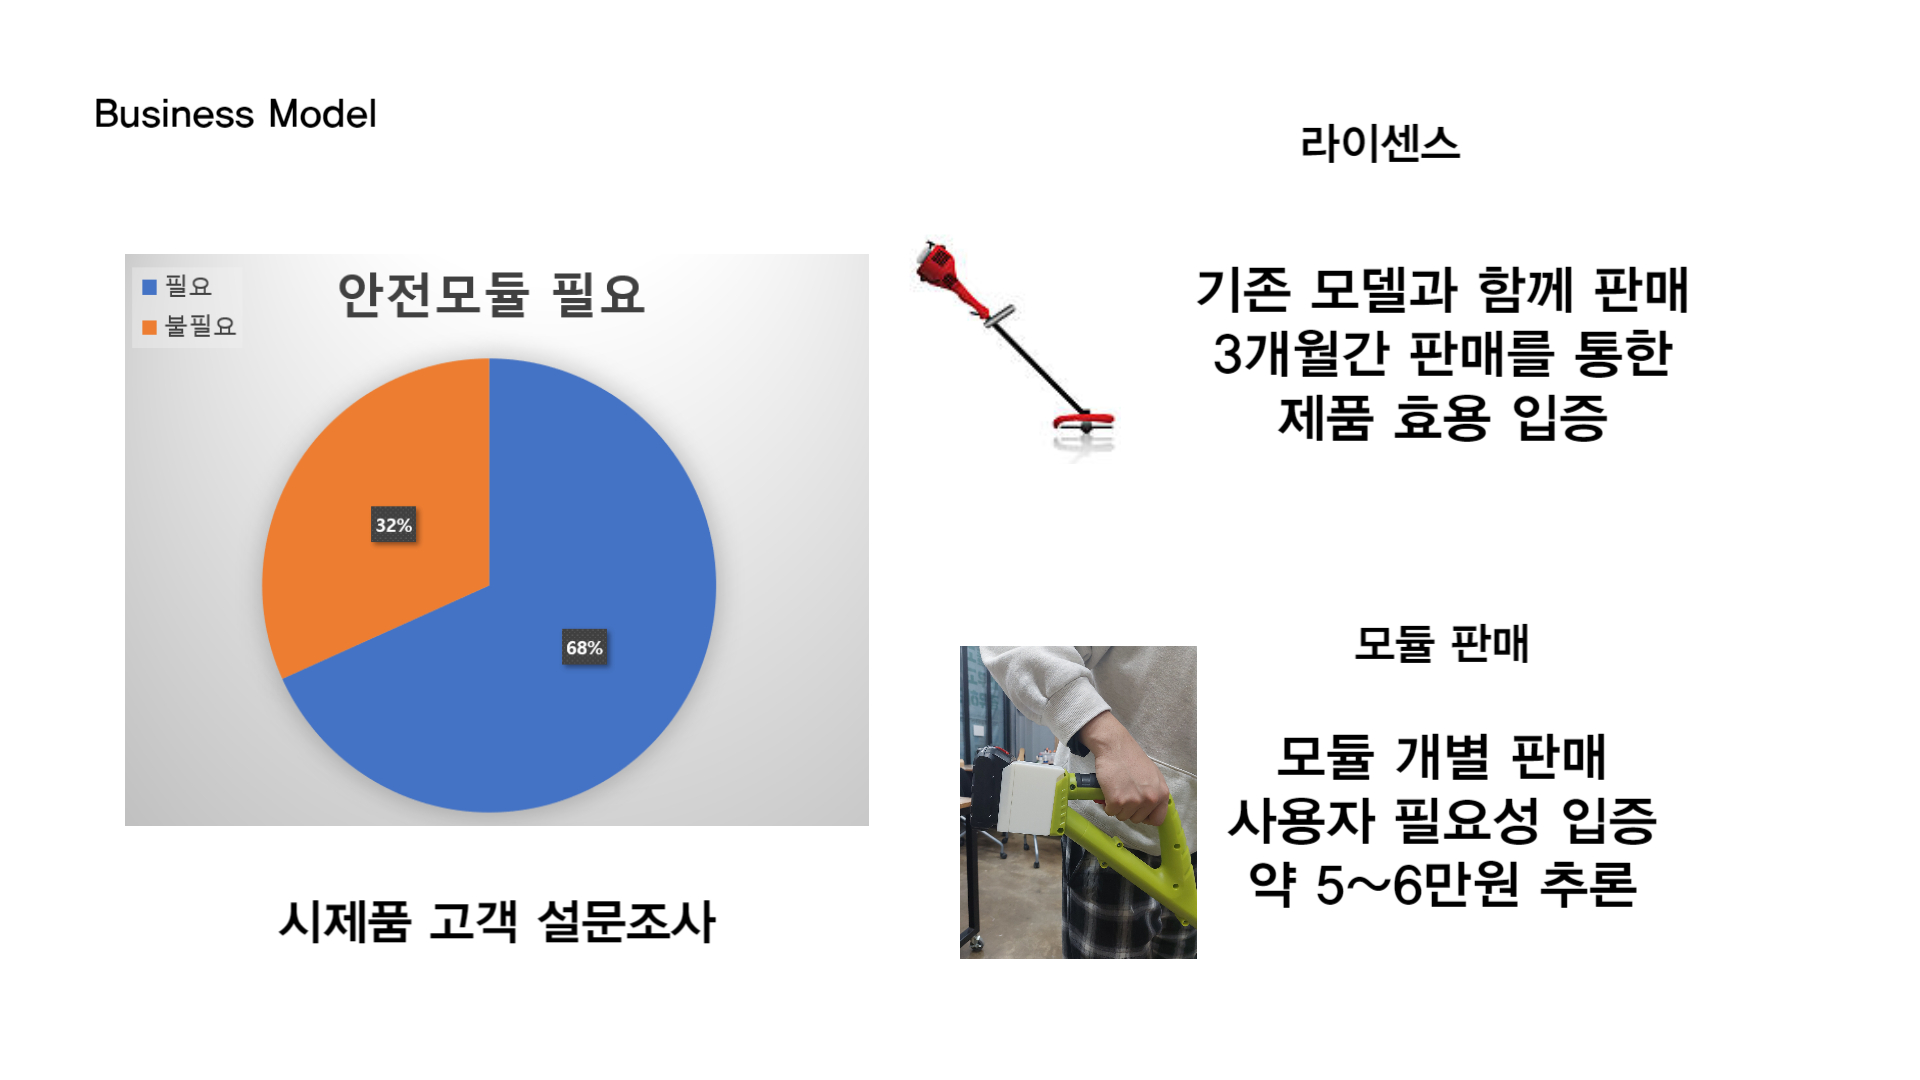 Business Model
필요
불필요
안전모듈 필요
32%
68%
시제품 고객 설문조사
라이센스
기존 모델과 함께 판매
3개월간 판매를 통한
제품 효용 입증
모듈 판매
모듈 개별 판매
사용자 필요성 입증
약 5~6만원 추론